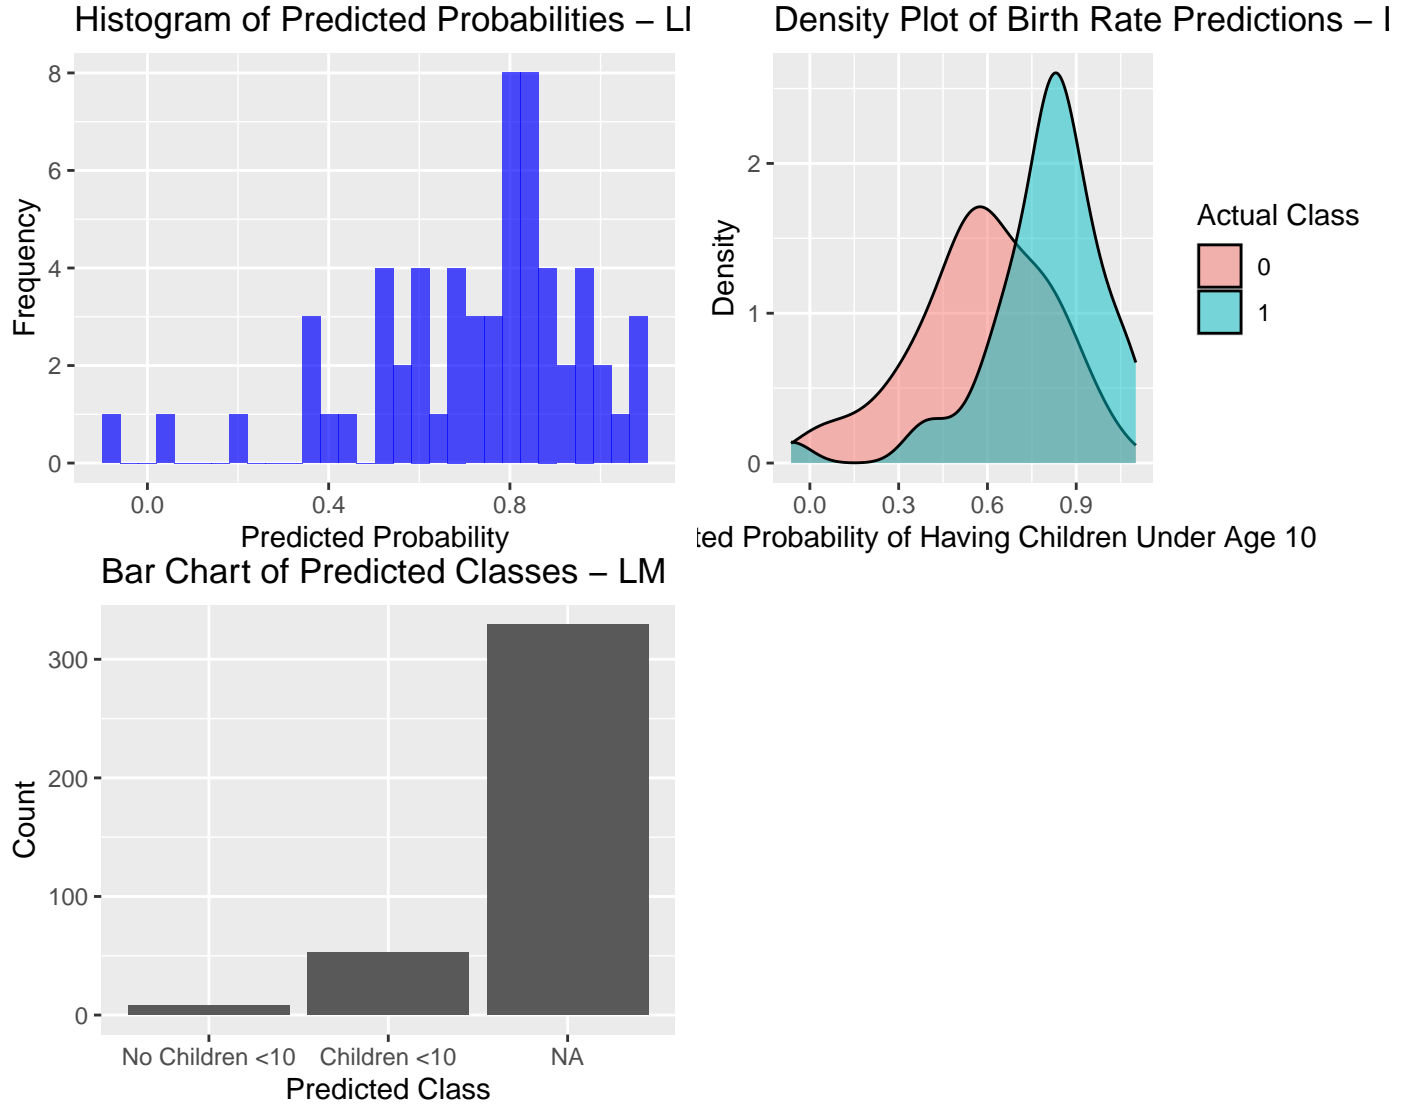 Histogram of Predicted Probabilities – LI
8
6
4
2
0
Frequency
0.0 0.4 0.8
Predicted Probability
Density Plot of Birth Rate Predictions – I
2
1
0
Density
0.0 0.3 0.6 0.9
ted Probability of Having Children Under Age 10
Actual Class
0
1
Bar Chart of Predicted Classes – LM
300
200
100
0
Count
No Children <10 Children <10 NA
Predicted Class